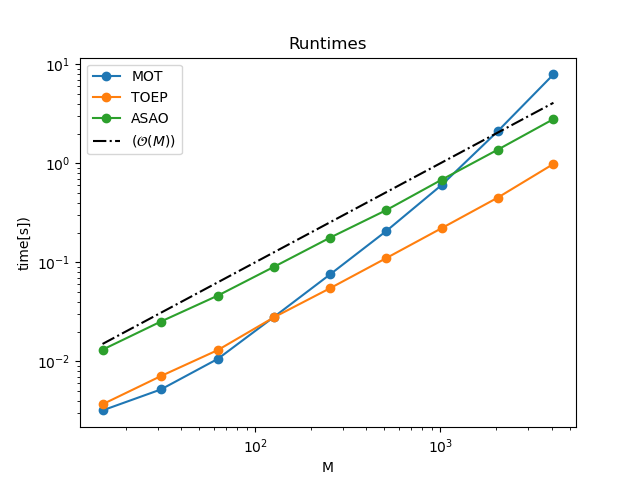 Runtimes
MOT
TOEP
ASAO
(𝒪(M))
time[s])
10¹
10⁰
10⁻¹
10⁻²
10²
10³
M